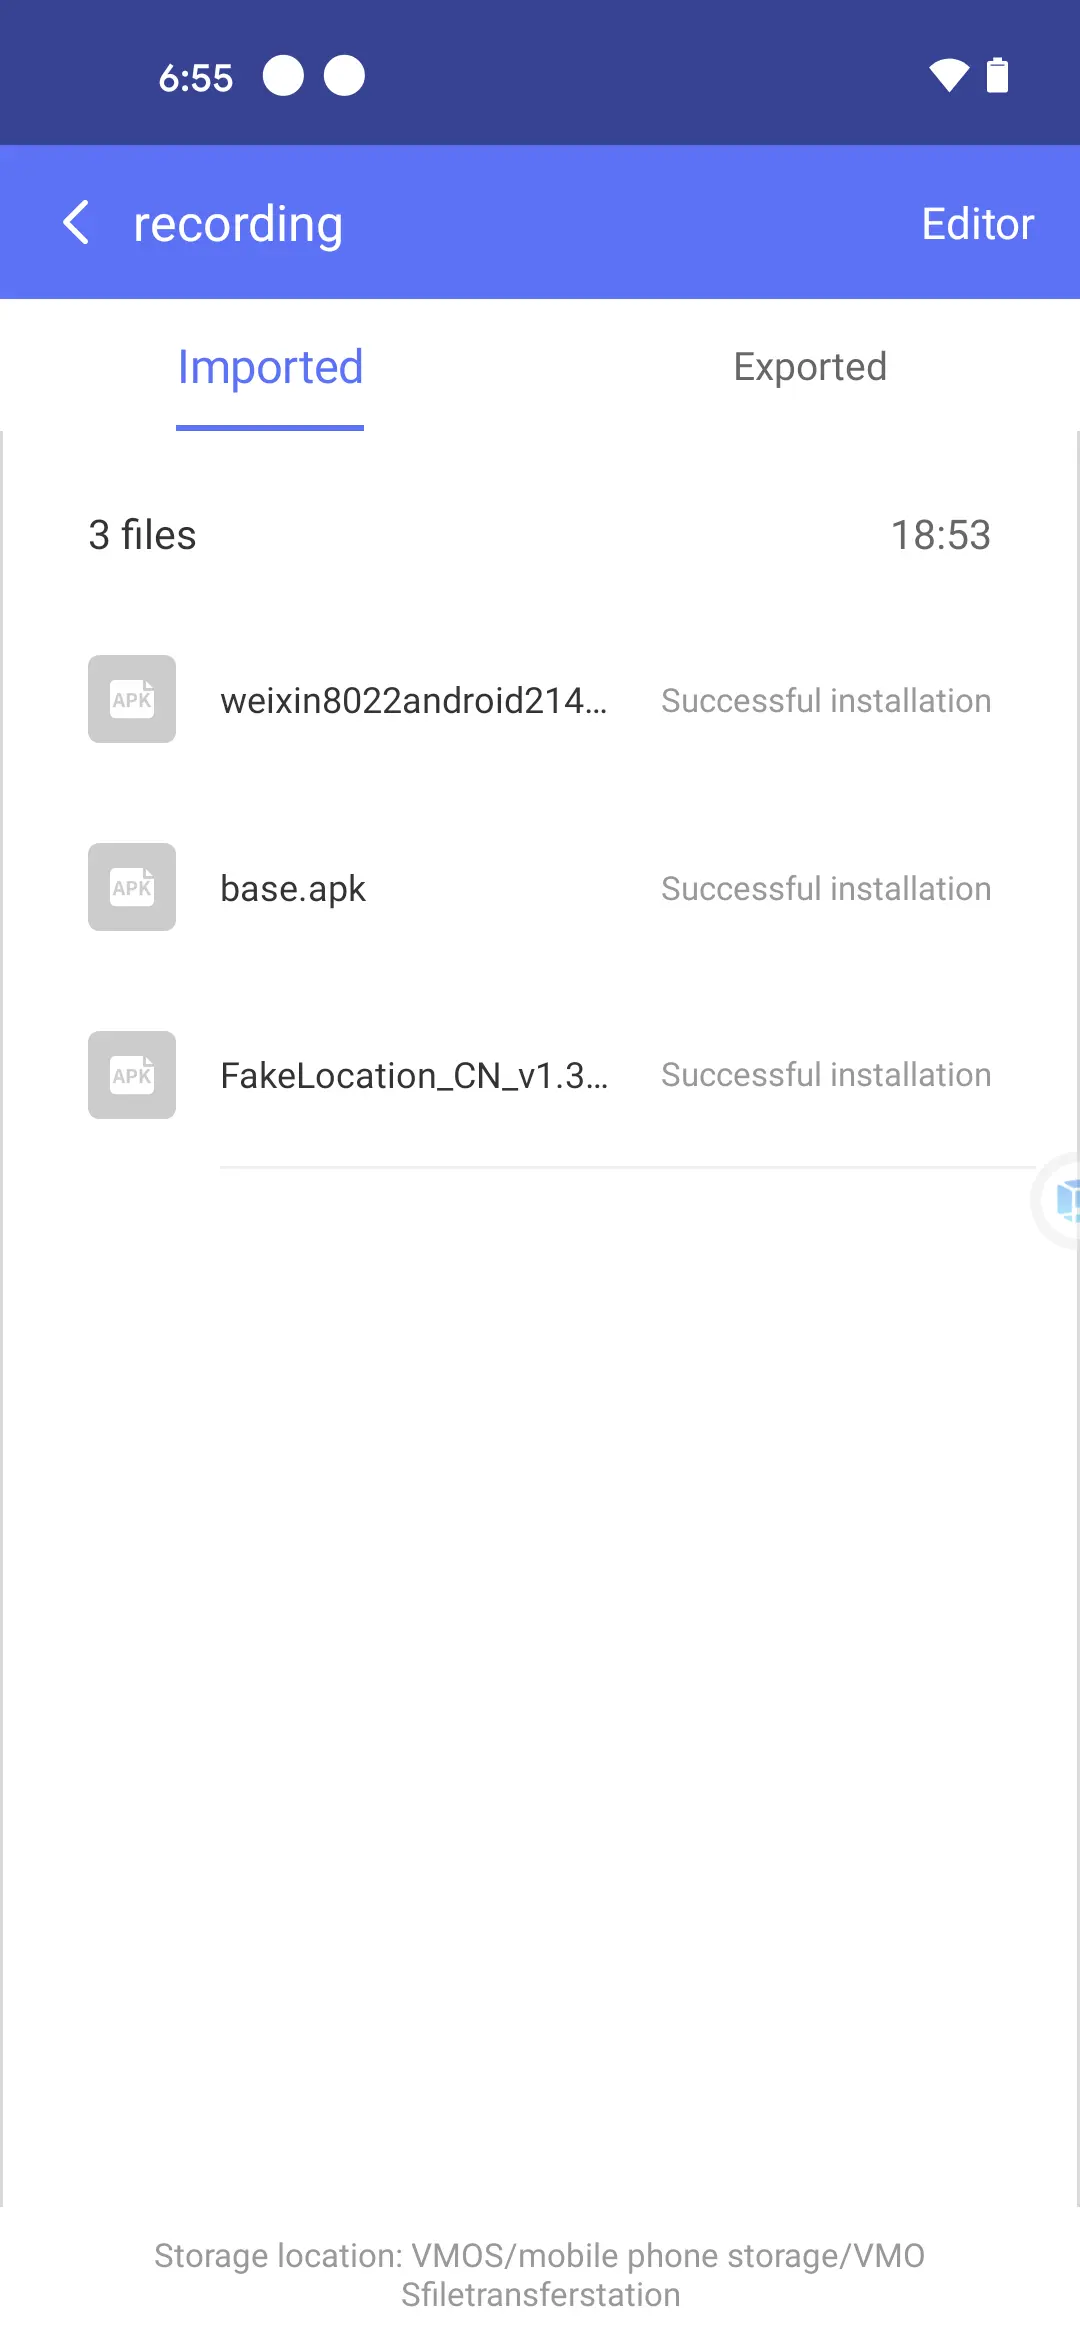 6:55
recording
Editor
Imported
Exported
3 files
18:53
APK
weixin8022android214...
Successful installation
APK
base.apk
Successful installation
APK
FakeLocation_CN_v1.3...
Successful installation
Storage location: VMOS/mobile phone storage/VMO
Sfiletransferstation